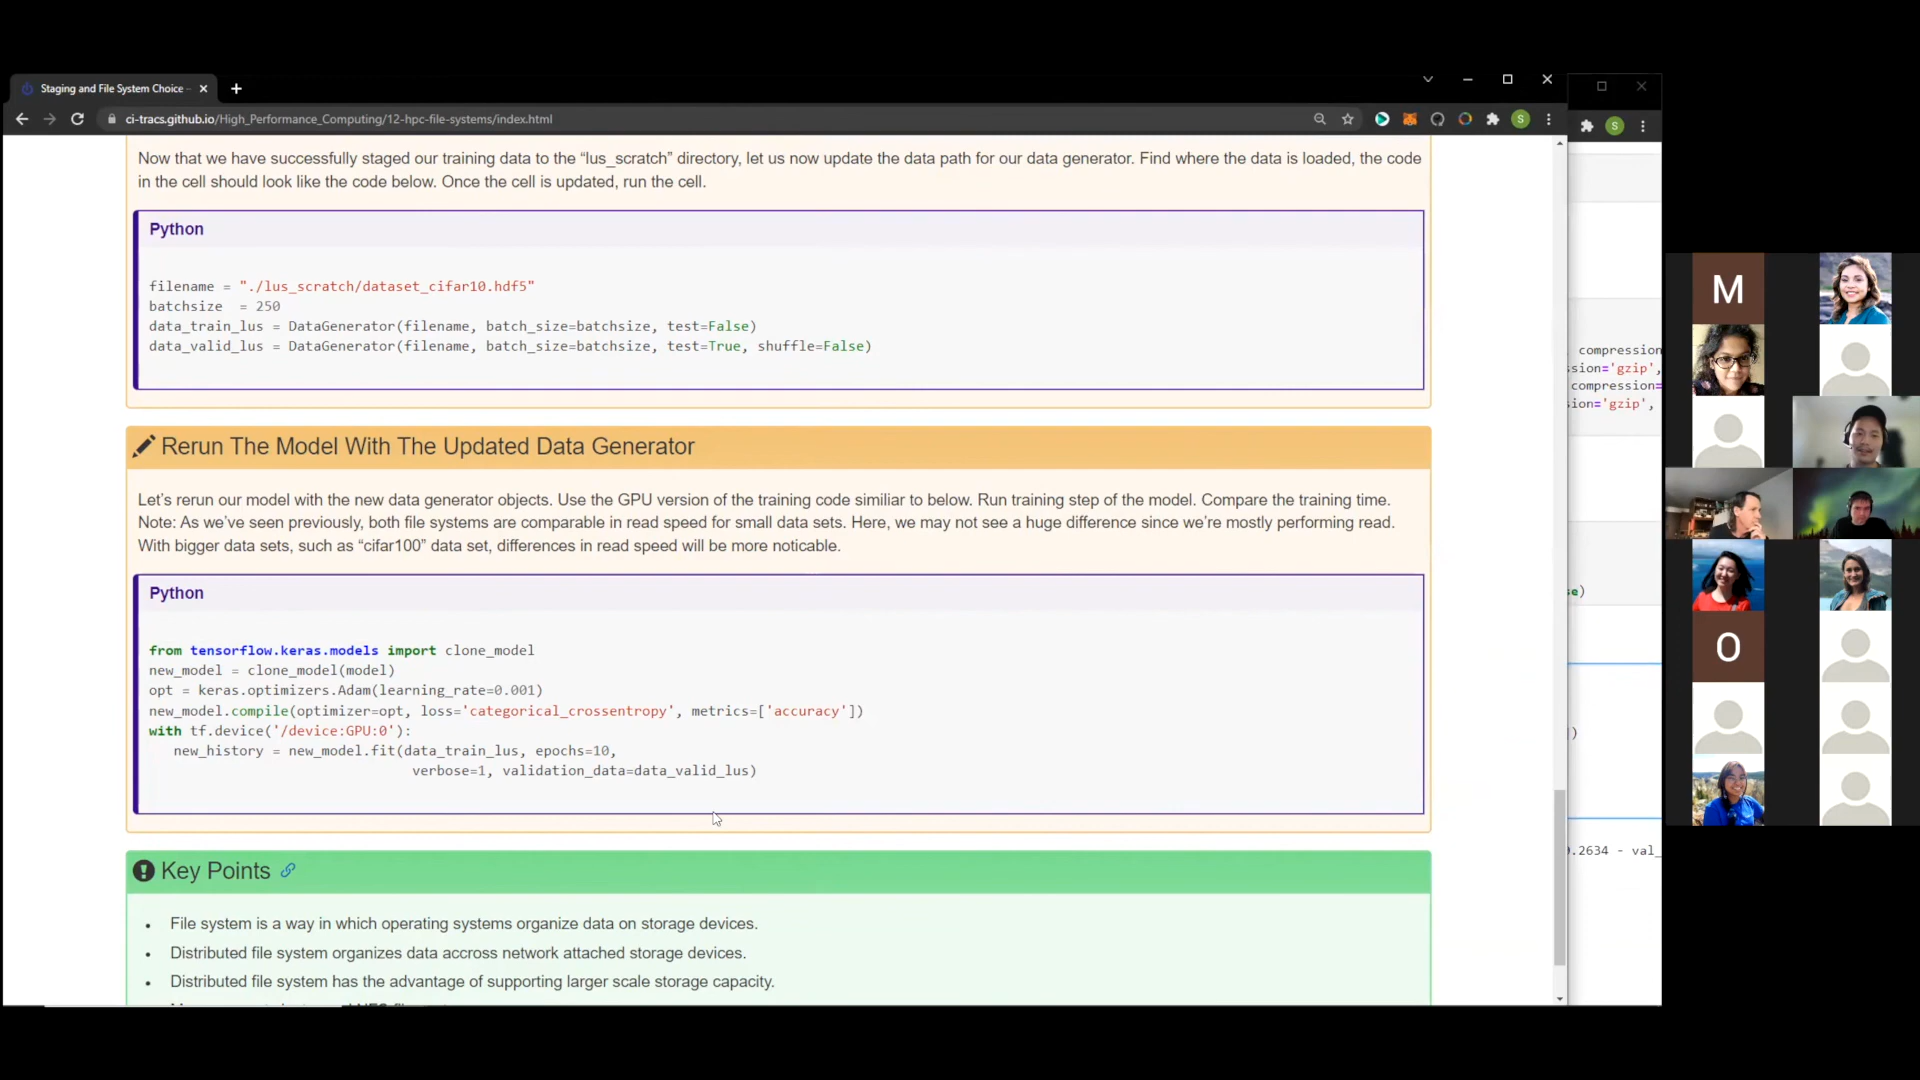 Staging and File System Choice -
ci-tracs.github.io/High_Performance_Computing/12-hpc-file-systems/index.html
S
S
Now that we have successfully staged our training data to the “lus_scratch” directory, let us now update the data path for our data generator. Find where the data is loaded, the code
in the cell should look like the code below. Once the cell is updated, run the cell.
Python
filename = "./lus_scratch/dataset_cifar10.hdf5"
batchsize  = 250
data_train_lus = DataGenerator(filename, batch_size=batchsize, test=False)
data_valid_lus = DataGenerator(filename, batch_size=batchsize, test=True, shuffle=False)
Rerun The Model With The Updated Data Generator
Let’s rerun our model with the new data generator objects. Use the GPU version of the training code similiar to below. Run training step of the model. Compare the training time.
Note: As we’ve seen previously, both file systems are comparable in read speed for small data sets. Here, we may not see a huge difference since we’re mostly performing read.
With bigger data sets, such as “cifar100” data set, differences in read speed will be more noticable.
Python
from tensorflow.keras.models import clone_model
new_model = clone_model(model)
opt = keras.optimizers.Adam(learning_rate=0.001)
new_model.compile(optimizer=opt, loss='categorical_crossentropy', metrics=['accuracy'])
with tf.device('/device:GPU:0'):
new_history = new_model.fit(data_train_lus, epochs=10,
verbose=1, validation_data=data_valid_lus)
Key Points
• File system is a way in which operating systems organize data on storage devices.
• Distributed file system organizes data accross network attached storage devices.
• Distributed file system has the advantage of supporting larger scale storage capacity.
compression
sion='gzip',
compression=
ion='gzip',
se)
])
.2634 - val_
M
O